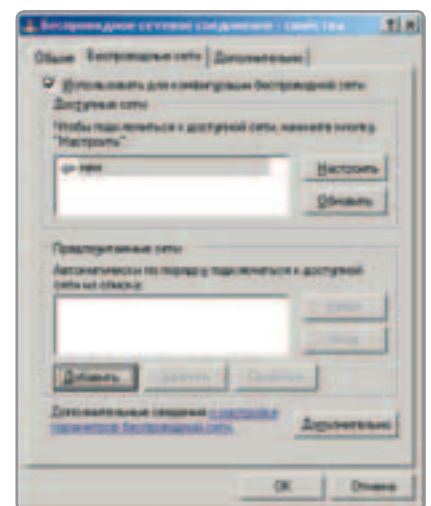 Беспроводное сетевое соединение - свойства
Общие Беспроводные сети Дополнительно
Использовать для конфигурации беспроводной сети
Доступные сети
Чтобы подключиться к доступной сети, нажмите кнопку
"Настроить"
Настроить
Обновить
Предпочитаемые сети
Автоматически по порядку подключаться к доступной
сети из списка:
Добавить... Удалить Свойства
Дополнительные сведения о настройке
параметров беспроводной сети.
Дополнительно
OK Отмена